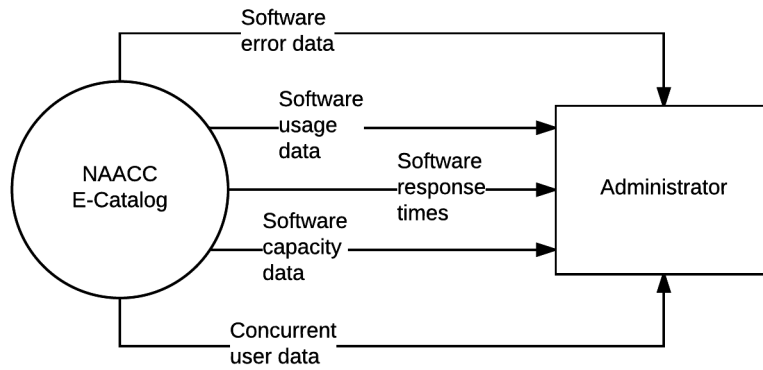 Software
error data
Software
usage
data
NAACC
E-Catalog
Software
response
times
Administrator
Software
capacity
data
Concurrent
user data